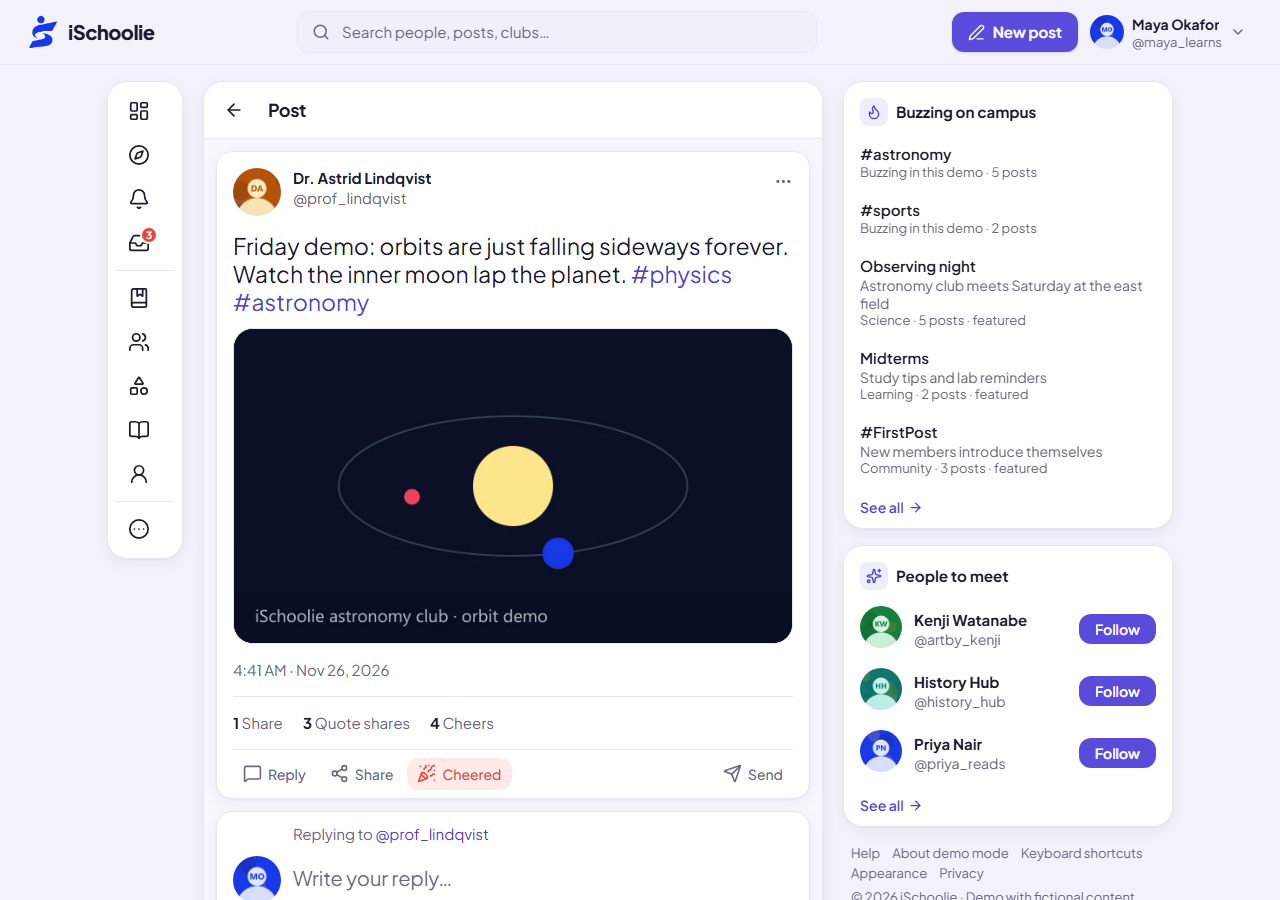 iSchoolie
Search people, posts, clubs...
New post
MO
Maya Okafor
@maya_learns
3
Post
DA
Dr. Astrid Lindqvist
@prof_lindqvist
Friday demo: orbits are just falling sideways forever.
Watch the inner moon lap the planet. #physics
#astronomy
iSchoolie astronomy club · orbit demo
4:41 AM · Nov 26, 2026
1 Share 3 Quote shares 4 Cheers
Reply Share Cheered Send
Replying to @prof_lindqvist
MO
Write your reply...
Buzzing on campus
#astronomy
Buzzing in this demo · 5 posts
#sports
Buzzing in this demo · 2 posts
Observing night
Astronomy club meets Saturday at the east
field
Science · 5 posts · featured
Midterms
Study tips and lab reminders
Learning · 2 posts · featured
#FirstPost
New members introduce themselves
Community · 3 posts · featured
See all →
People to meet
KW
Kenji Watanabe
@artby_kenji
Follow
HH
History Hub
@history_hub
Follow
PN
Priya Nair
@priya_reads
Follow
See all →
Help About demo mode Keyboard shortcuts
Appearance Privacy
© 2026 iSchoolie · Demo with fictional content